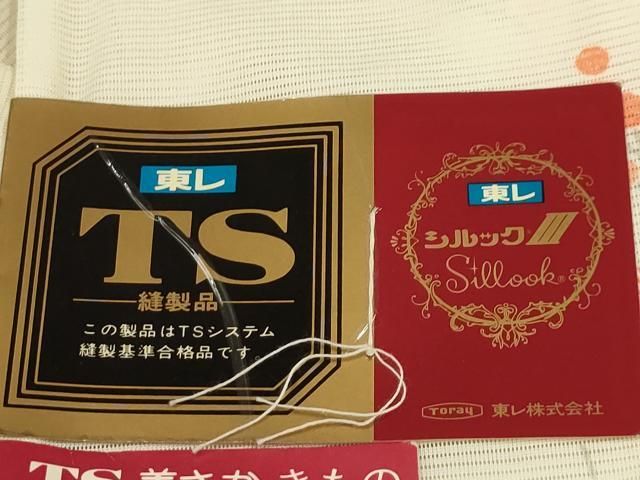 東レ
TS
縫製品
この製品はTSシステム
縫製基準合格品です。
東レ
シルック
Sillook®
Toray 東レ株式会社
TS